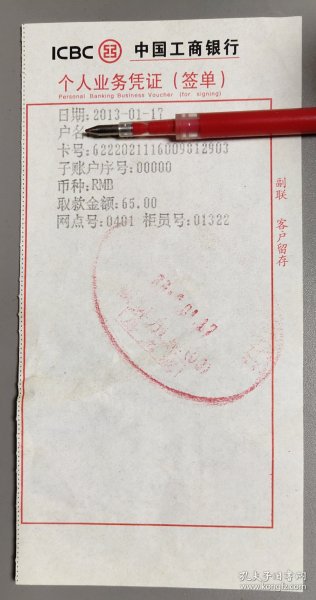 ICBC 中国工商银行
个人业务凭证（签单）
Personal Banking Business Voucher (for signing)
日期:2013-01-17
户名
卡号:6222021116009812903
子账户序号:00000
币种:RMB
取款金额:65.00
网点号:0401 柜员号:01322
副联 客户留存
孔夫子旧书网